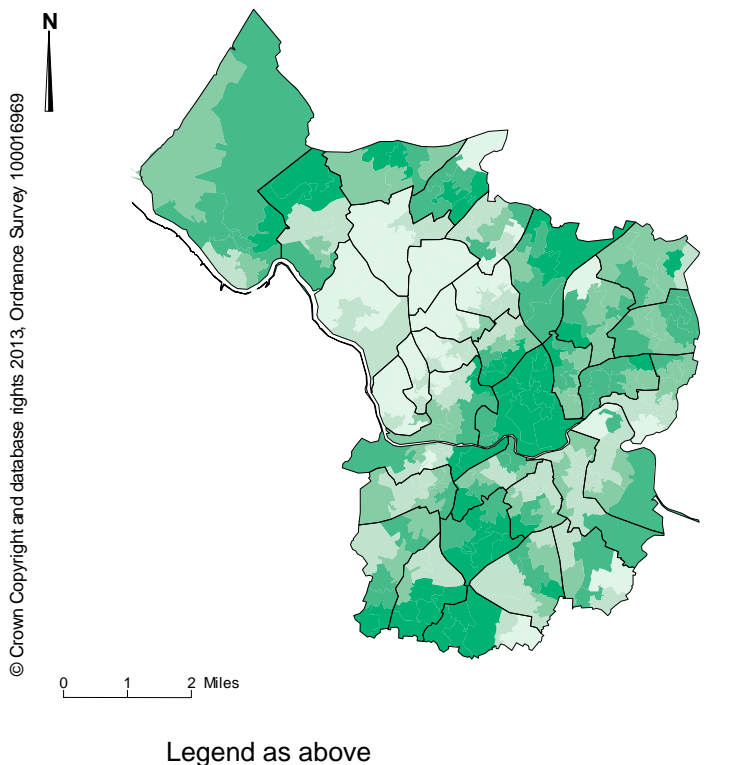 N
© Crown Copyright and database rights 2013, Ordnance Survey 100016969
0 1 2 Miles
Legend as above